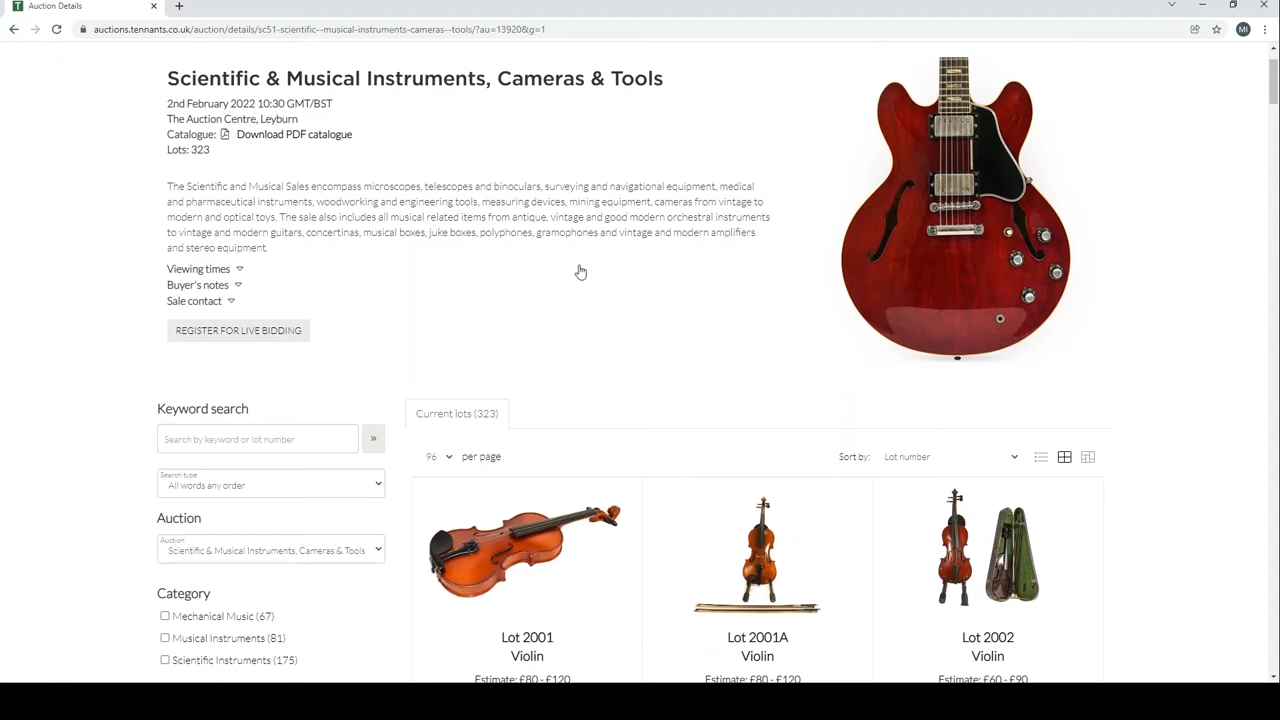 Auction Details
auctions.tennants.co.uk/auction/details/sc51-scientific--musical-instruments-cameras--tools/?au=13920&g=1
MI
Scientific & Musical Instruments, Cameras & Tools
2nd February 2022 10:30 GMT/BST
The Auction Centre, Leyburn
Catalogue: Download PDF catalogue
Lots: 323
The Scientific and Musical Sales encompass microscopes, telescopes and binoculars, surveying and navigational equipment, medical
and pharmaceutical instruments, woodworking and engineering tools, measuring devices, mining equipment, cameras from vintage to
modern and optics. The sale also includes all musical related items from antique, vintage and good modern orchestral instruments
to vintage and modern guitars, concertinas, musical boxes, juke boxes, polyphones, gramophones and vintage and modern amplifiers
and stereo equipment.
Viewing times
Buyer's notes
Sale contact
REGISTER FOR LIVE BIDDING
Keyword search
Search by keyword or lot number
»
Search type
All words any order
Auction
Auction
Scientific & Musical Instruments, Cameras & Tools
Category
Mechanical Music (67)
Musical Instruments (81)
Scientific Instruments (175)
Current lots (323)
96 per page
Sort by: Lot number
Lot 2001
Violin
Estimate: £80 - £120
Lot 2001A
Violin
Estimate: £80 - £120
Lot 2002
Violin
Estimate: £60 - £90